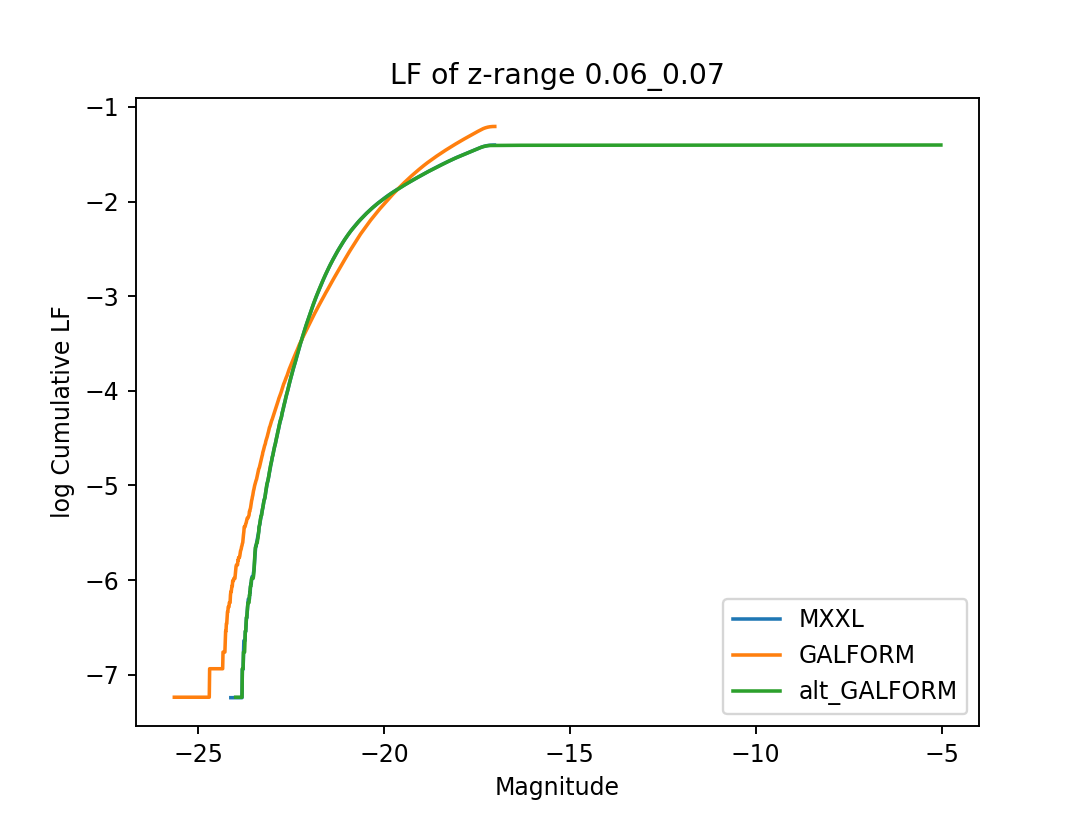 LF of z-range 0.06_0.07
−1
−2
−3
−4
−5
−6
−7
log Cumulative LF
MXXL
GALFORM
alt_GALFORM
−25 −20 −15 −10 −5
Magnitude